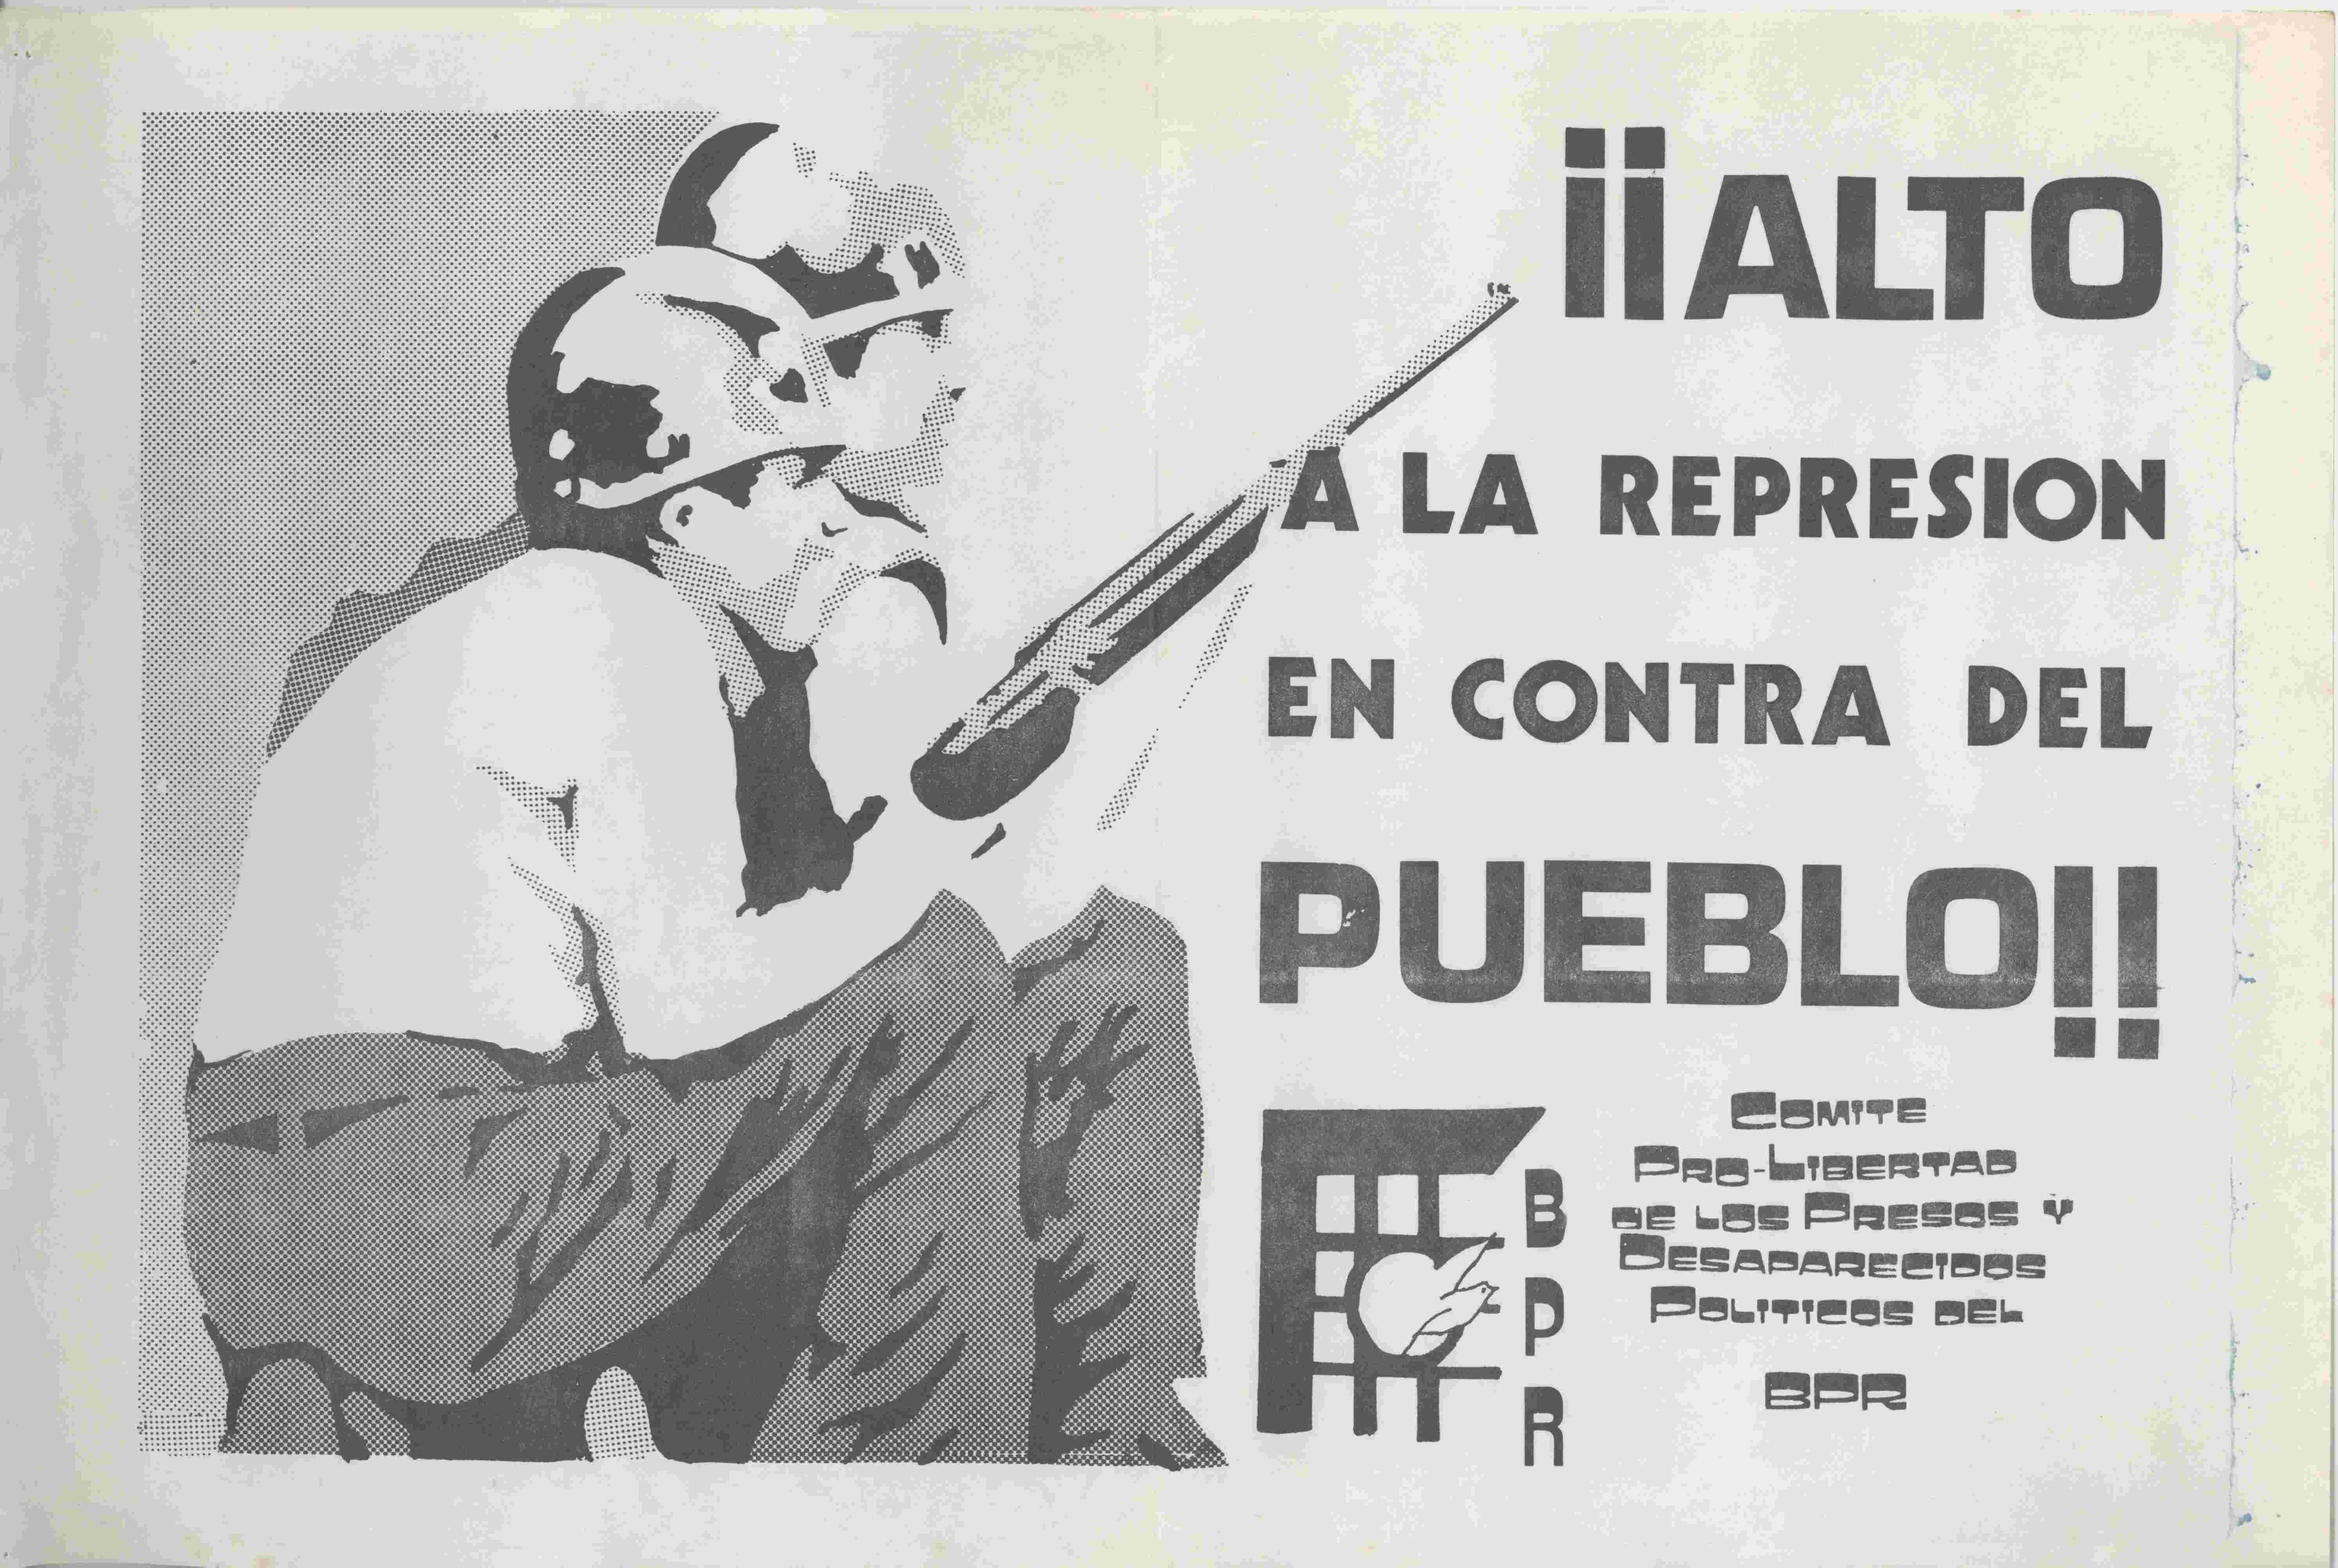 ¡¡ALTO
A LA REPRESION
EN CONTRA DEL
PUEBLO!!
B
P
R
COMITE
PRO-LIBERTAD
DE LOS PRESOS Y
DESAPARECIDOS
POLITICOS DEL
BPR